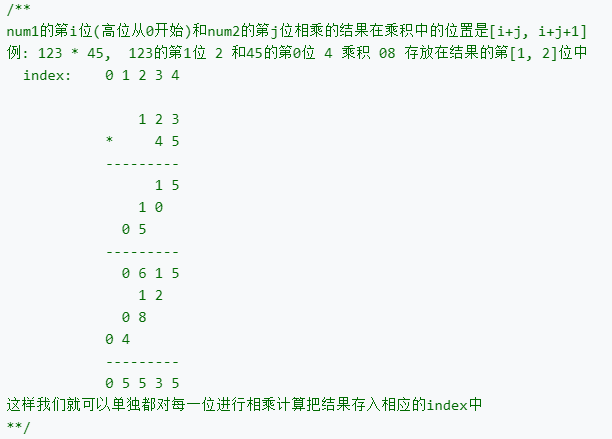 /**
num1的第i位(高位从0开始)和num2的第j位相乘的结果在乘积中的位置是[i+j, i+j+1]
例: 123 * 45,  123的第1位 2 和45的第0位 4 乘积 08 存放在结果的第[1, 2]位中
  index:    0 1 2 3 4

                1 2 3
            *     4 5
            ---------
                  1 5
                1 0
              0 5
            ---------
              0 6 1 5
                1 2
              0 8
            0 4
            ---------
            0 5 5 3 5
这样我们就可以单独都对每一位进行相乘计算把结果存入相应的index中
**/